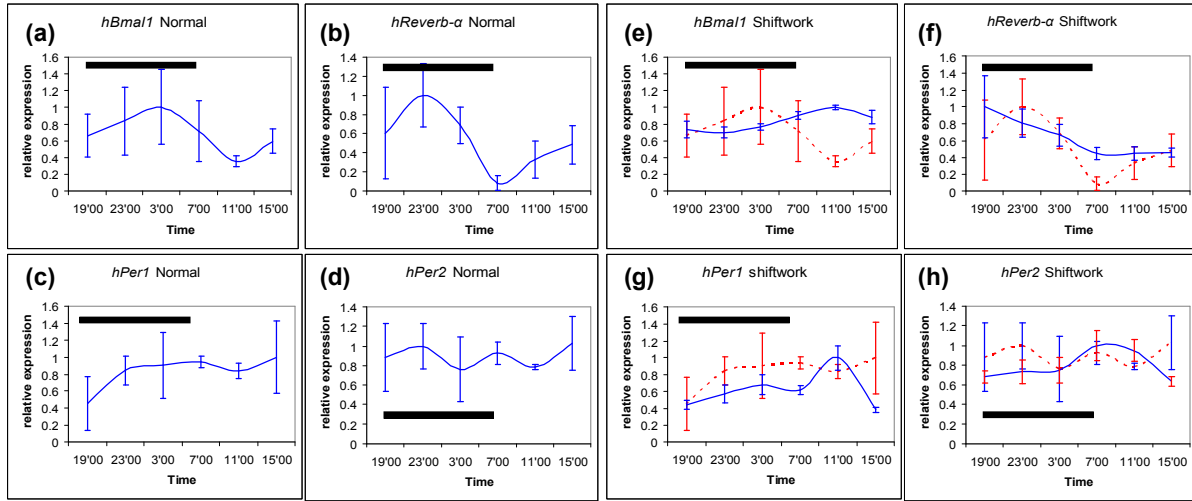 (a)
hBmal1 Normal
relative expression
1.6
1.4
1.2
1
0.8
0.6
0.4
0.2
0
19'00 23'00 3'00 7'00 11'00 15'00
Time
(b)
hReverb-α Normal
relative expression
1.4
1.2
1
0.8
0.6
0.4
0.2
0
19'00 23'00 3'00 7'00 11'00 15'00
Time
(e)
hBmal1 Shiftwork
relative expression
1.6
1.4
1.2
1
0.8
0.6
0.4
0.2
0
19'00 23'00 3'00 7'00 11'00 15'00
Time
(f)
hReverb-α Shiftwork
relative expression
1.6
1.4
1.2
1
0.8
0.6
0.4
0.2
0
19'00 23'00 3'00 7'00 11'00 15'00
Time
(c)
hPer1 Normal
relative expression
1.6
1.4
1.2
1
0.8
0.6
0.4
0.2
0
19'00 23'00 3'00 7'00 11'00 15'00
Time
(d)
hPer2 Normal
relative expression
1.4
1.2
1
0.8
0.6
0.4
0.2
0
19'00 23'00 3'00 7'00 11'00 15'00
Time
(g)
hPer1 shiftwork
relative expression
1.6
1.4
1.2
1
0.8
0.6
0.4
0.2
0
19'00 23'00 3'00 7'00 11'00 15'00
Time
(h)
hPer2 Shiftwork
relative expression
1.4
1.2
1
0.8
0.6
0.4
0.2
0
19'00 23'00 3'00 7'00 11'00 15'00
Time